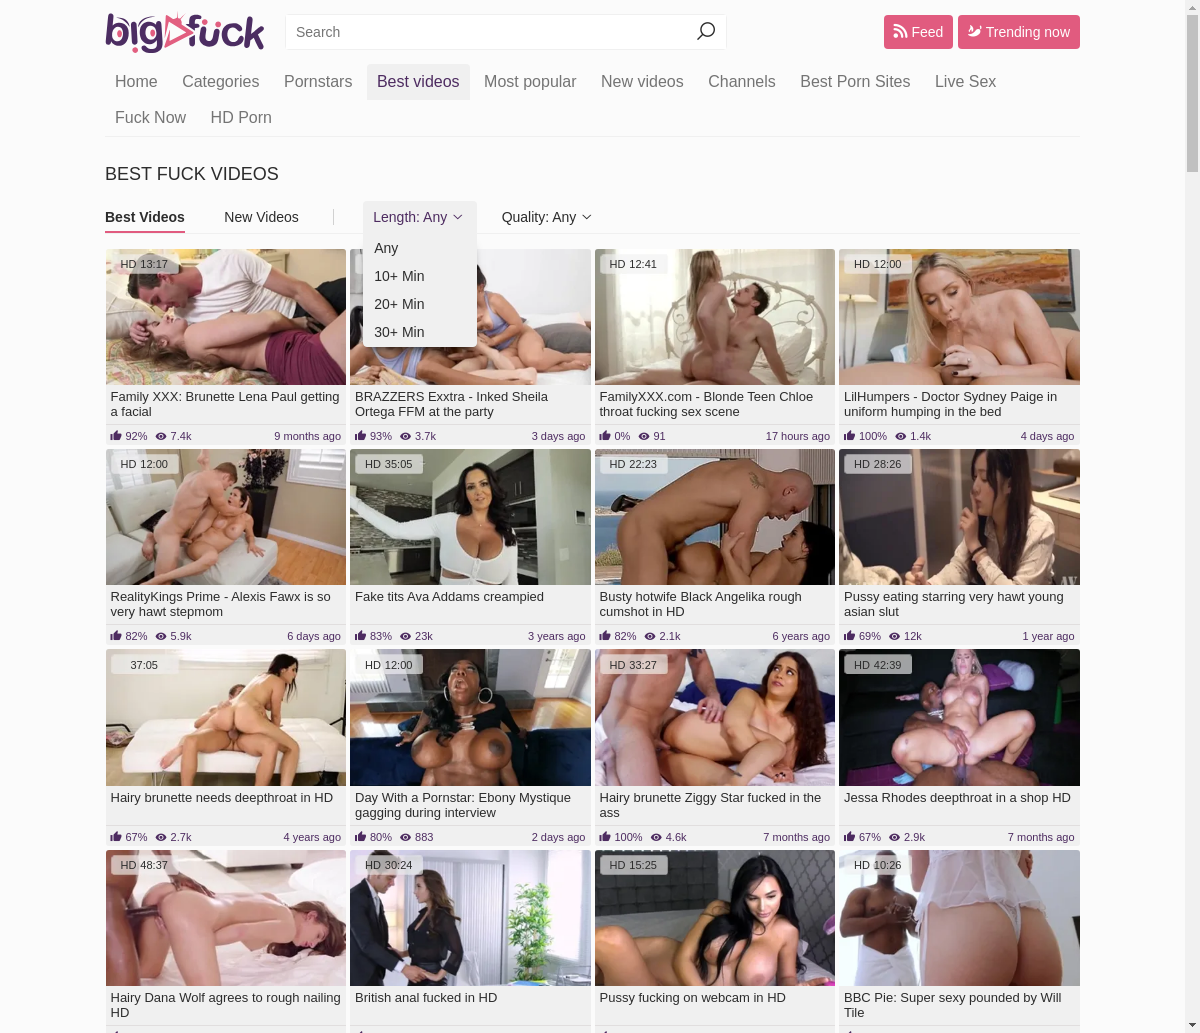 bigfuck
Search
Feed
Trending now
Home
Categories
Pornstars
Best videos
Most popular
New videos
Channels
Best Porn Sites
Live Sex
Fuck Now
HD Porn
BEST FUCK VIDEOS
Best Videos
New Videos
Length: Any
Quality: Any
Any
10+ Min
20+ Min
30+ Min
HD 13:17
HD 12:41
HD 12:00
Family XXX: Brunette Lena Paul getting
a facial
92% 7.4k 9 months ago
BRAZZERS Exxtra - Inked Sheila
Ortega FFM at the party
93% 3.7k 3 days ago
FamilyXXX.com - Blonde Teen Chloe
throat fucking sex scene
0% 91 17 hours ago
LilHumpers - Doctor Sydney Paige in
uniform humping in the bed
100% 1.4k 4 days ago
HD 12:00
HD 35:05
HD 22:23
HD 28:26
RealityKings Prime - Alexis Fawx is so
very hawt stepmom
82% 5.9k 6 days ago
Fake tits Ava Addams creampied
83% 23k 3 years ago
Busty hotwife Black Angelika rough
cumshot in HD
82% 2.1k 6 years ago
Pussy eating starring very hawt young
asian slut
69% 12k 1 year ago
37:05
HD 12:00
HD 33:27
HD 42:39
Hairy brunette needs deepthroat in HD
67% 2.7k 4 years ago
Day With a Pornstar: Ebony Mystique
gagging during interview
80% 883 2 days ago
Hairy brunette Ziggy Star fucked in the
ass
100% 4.6k 7 months ago
Jessa Rhodes deepthroat in a shop HD
67% 2.9k 7 months ago
HD 48:37
HD 30:24
HD 15:25
HD 10:26
Hairy Dana Wolf agrees to rough nailing
HD
British anal fucked in HD
Pussy fucking on webcam in HD
BBC Pie: Super sexy pounded by Will
Tile